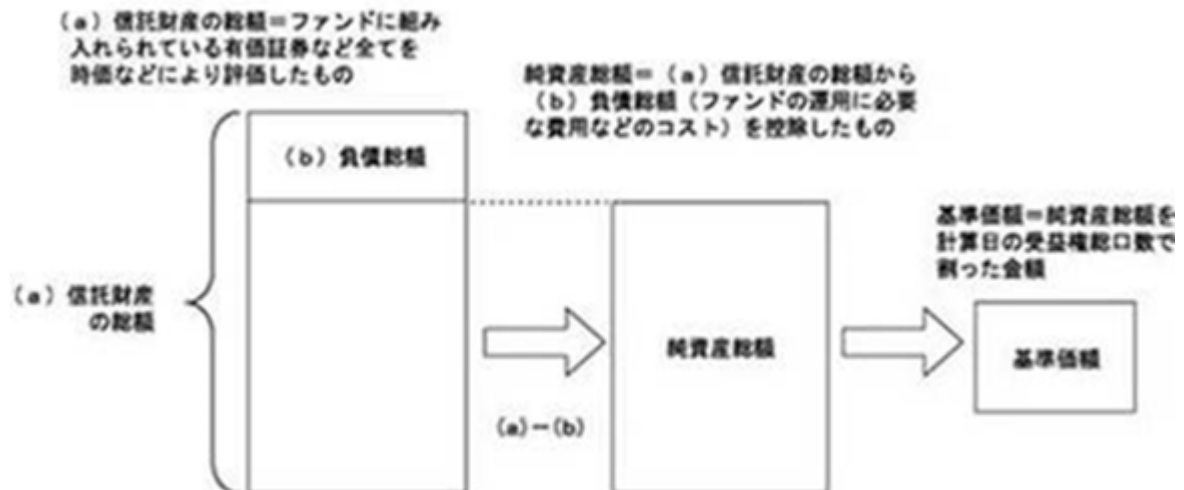 (a)信託財産の総額=ファンドに組み
入れられている有価証券など全てを
時価などにより評価したもの
純資産総額=(a)信託財産の総額から
(b)負債総額(ファンドの運用に必要
な費用などのコスト)を控除したもの
(b)負債総額
基準価額=純資産総額を
計算日の受益権総口数で
割った金額
(a)信託財産
の総額
純資産総額
基準価額
(a)-(b)